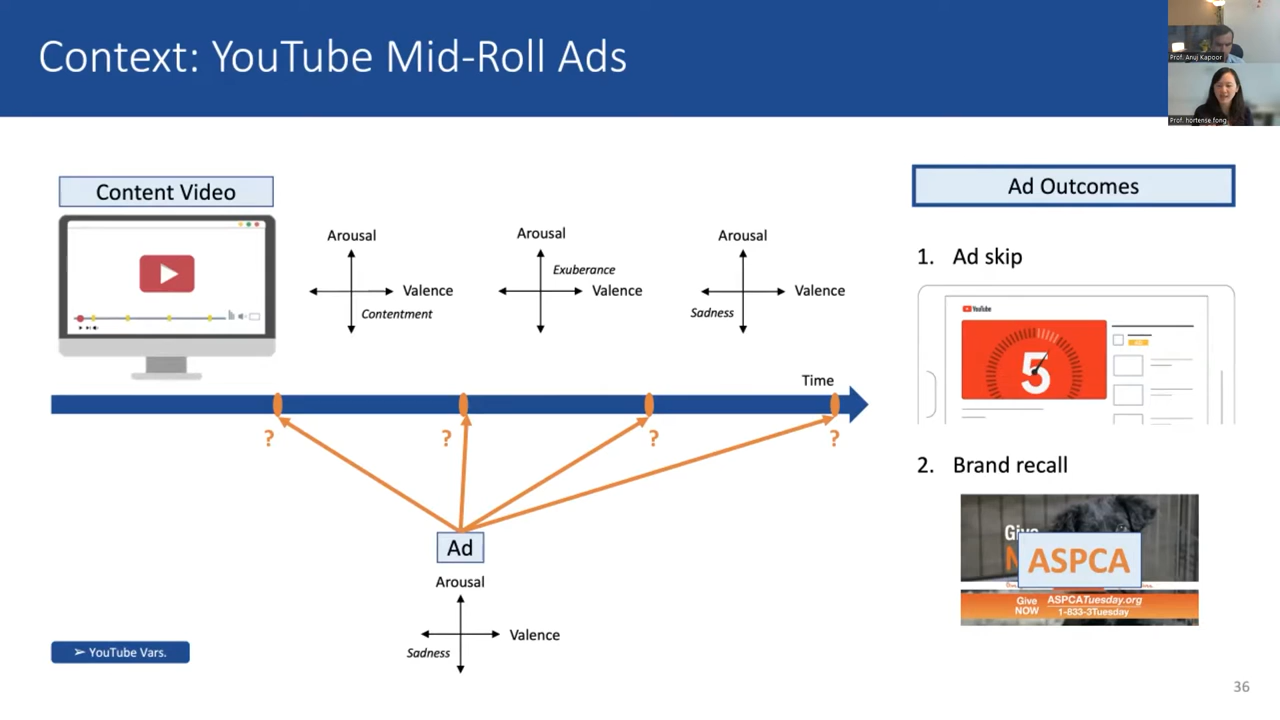 Context: YouTube Mid-Roll Ads
Prof. Anuj Kapoor
Prof. hortense fong
Content Video
Arousal
Valence
Contentment
Arousal
Exuberance
Valence
Arousal
Valence
Sadness
Time
?
?
?
?
Ad
Arousal
Valence
Sadness
➢ YouTube Vars.
Ad Outcomes
1. Ad skip
YouTube
5
2. Brand recall
Give
ASPCA
Give
NOW
ASPCATuesday.org
1-833-3Tuesday
36